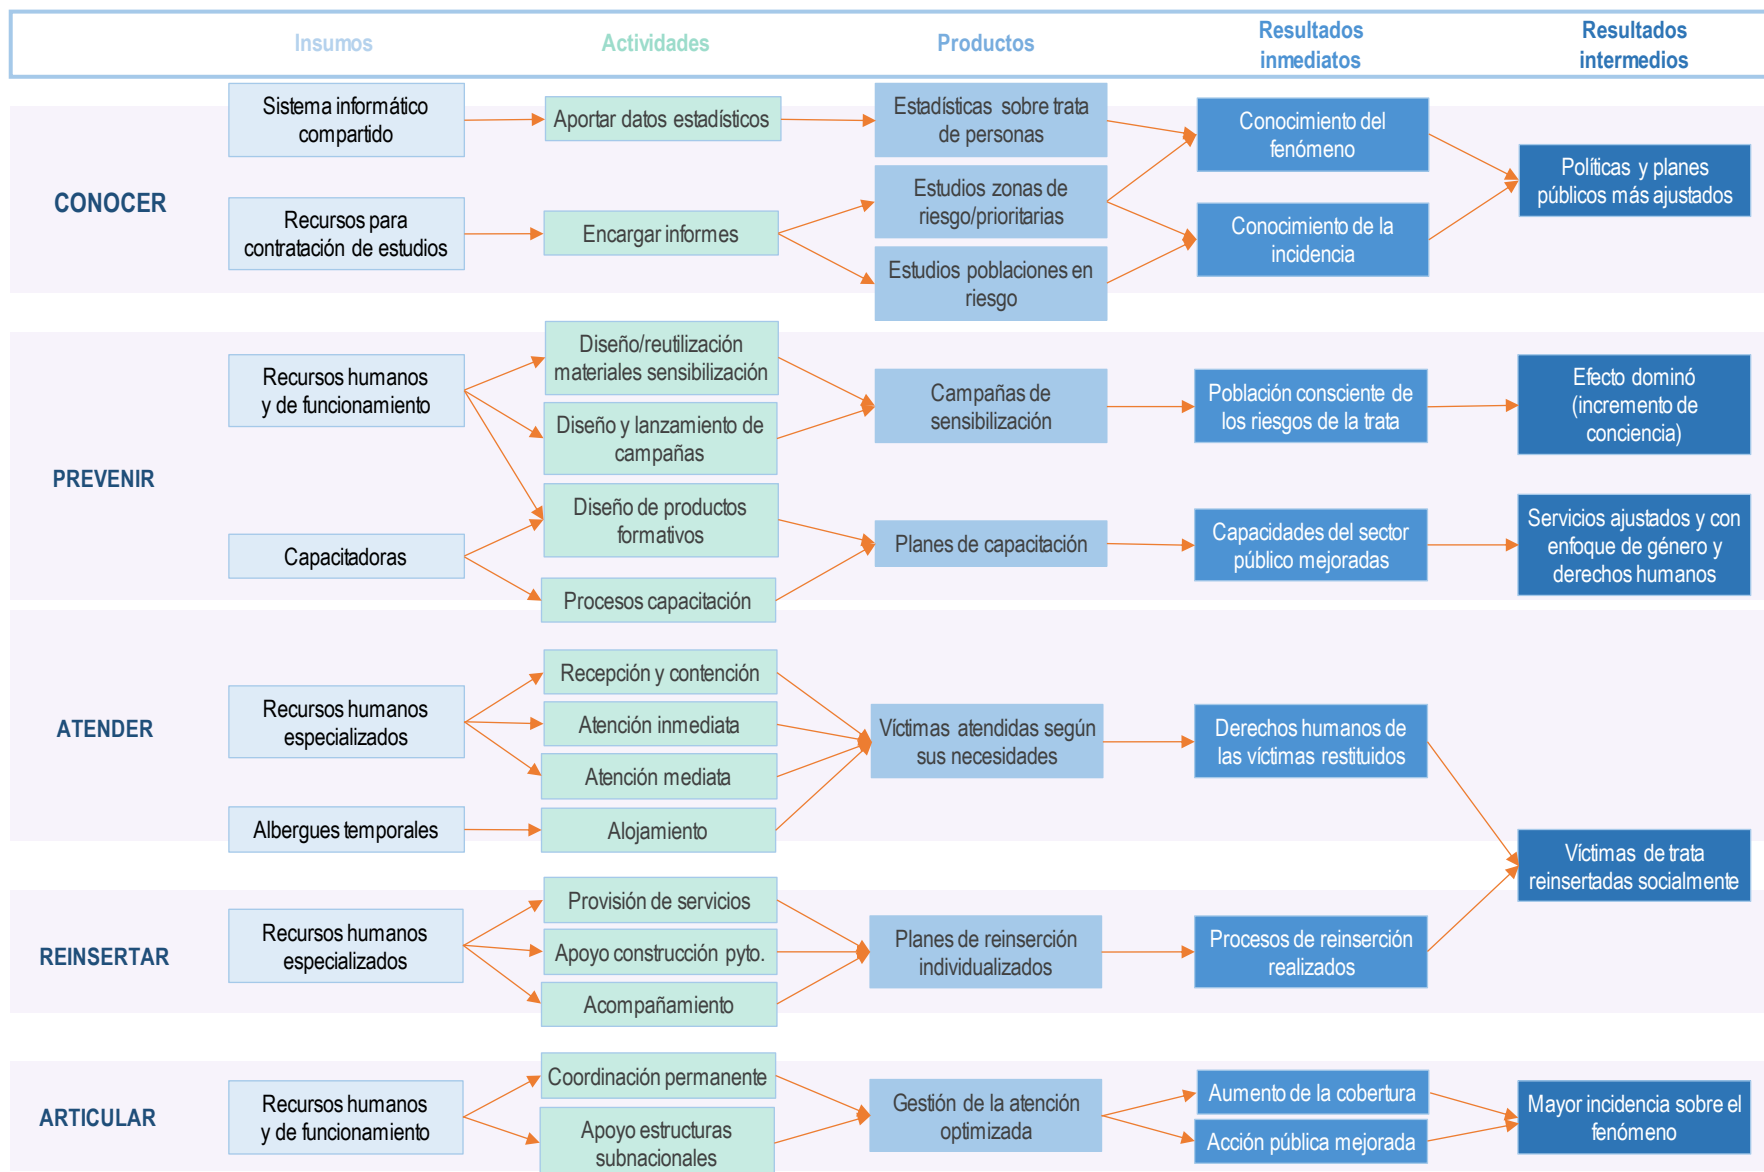 Insumos
Actividades
Productos
Resultados
inmediatos
Resultados
intermedios
CONOCER
Sistema informático
compartido
Recursos para
contratación de estudios
Aportar datos estadísticos
Encargar informes
Estadísticas sobre trata
de personas
Estudios zonas de
riesgo/prioritarias
Estudios poblaciones en
riesgo
Conocimiento del
fenómeno
Conocimiento de la
incidencia
Políticas y planes
públicos más ajustados
PREVENIR
Recursos humanos
y de funcionamiento
Capacitadoras
Diseño/reutilización
materiales sensibilización
Diseño y lanzamiento de
campañas
Diseño de productos
formativos
Procesos capacitación
Campañas de
sensibilización
Planes de capacitación
Población consciente de
los riesgos de la trata
Capacidades del sector
público mejoradas
Efecto dominó
(incremento de
conciencia)
Servicios ajustados y con
enfoque de género y
derechos humanos
ATENDER
Recursos humanos
especializados
Albergues temporales
Recepción y contención
Atención inmediata
Atención mediata
Alojamiento
Víctimas atendidas según
sus necesidades
Derechos humanos de
las víctimas restituidos
Víctimas de trata
reinsertadas socialmente
REINSERTAR
Recursos humanos
especializados
Provisión de servicios
Apoyo construcción pyto.
Acompañamiento
Planes de reinserción
individualizados
Procesos de reinserción
realizados
ARTICULAR
Recursos humanos
y de funcionamiento
Coordinación permanente
Apoyo estructuras
subnacionales
Gestión de la atención
optimizada
Aumento de la cobertura
Acción pública mejorada
Mayor incidencia sobre el
fenómeno